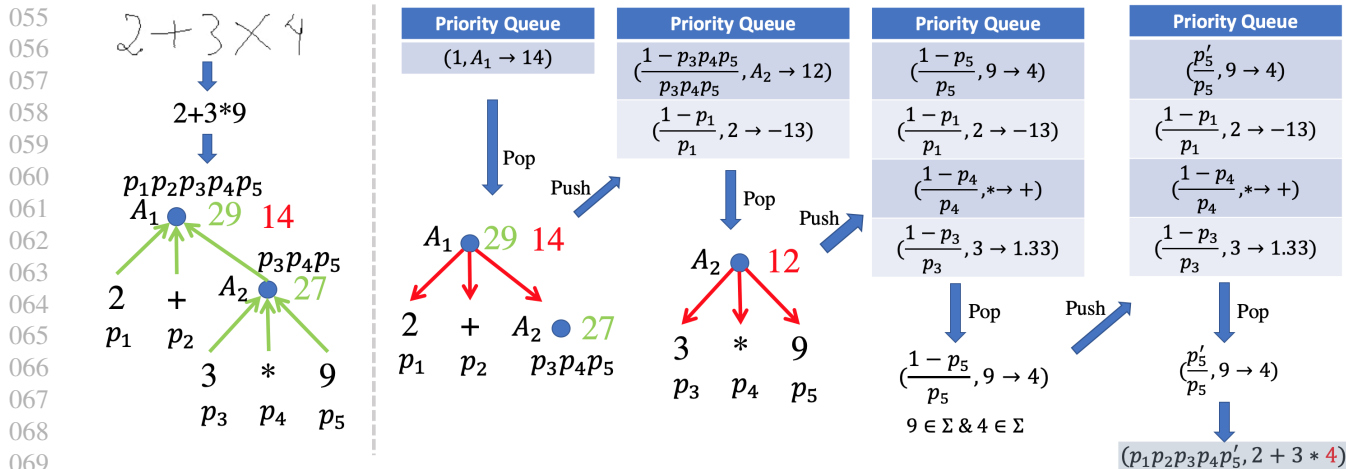 055
056
057
058
059
060
061
062
063
064
065
066
067
068
069
2+3×4
2+3*9
p₁p₂p₃p₄p₅
A₁ 29 14
p₃p₄p₅
A₂ 27
2 +
p₁ p₂
3 * 9
p₃ p₄ p₅
Priority Queue
(1, A₁ → 14)
Pop
Push
A₁ 29 14
2 + A₂ 27
p₁ p₂ p₃p₄p₅
Priority Queue
((1 − p₃p₄p₅)/(p₃p₄p₅), A₂ → 12)
((1 − p₁)/p₁, 2 → −13)
Pop
Push
A₂ 12
3 * 9
p₃ p₄ p₅
Priority Queue
((1 − p₅)/p₅, 9 → 4)
((1 − p₁)/p₁, 2 → −13)
((1 − p₄)/p₄, *→ +)
((1 − p₃)/p₃, 3 → 1.33)
Pop
Push
((1 − p₅)/p₅, 9 → 4)
9 ∈ Σ & 4 ∈ Σ
Priority Queue
(p₅′/p₅, 9 → 4)
((1 − p₁)/p₁, 2 → −13)
((1 − p₄)/p₄, *→ +)
((1 − p₃)/p₃, 3 → 1.33)
Pop
(p₅′/p₅, 9 → 4)
(p₁p₂p₃p₄p₅′, 2 + 3 * 4)